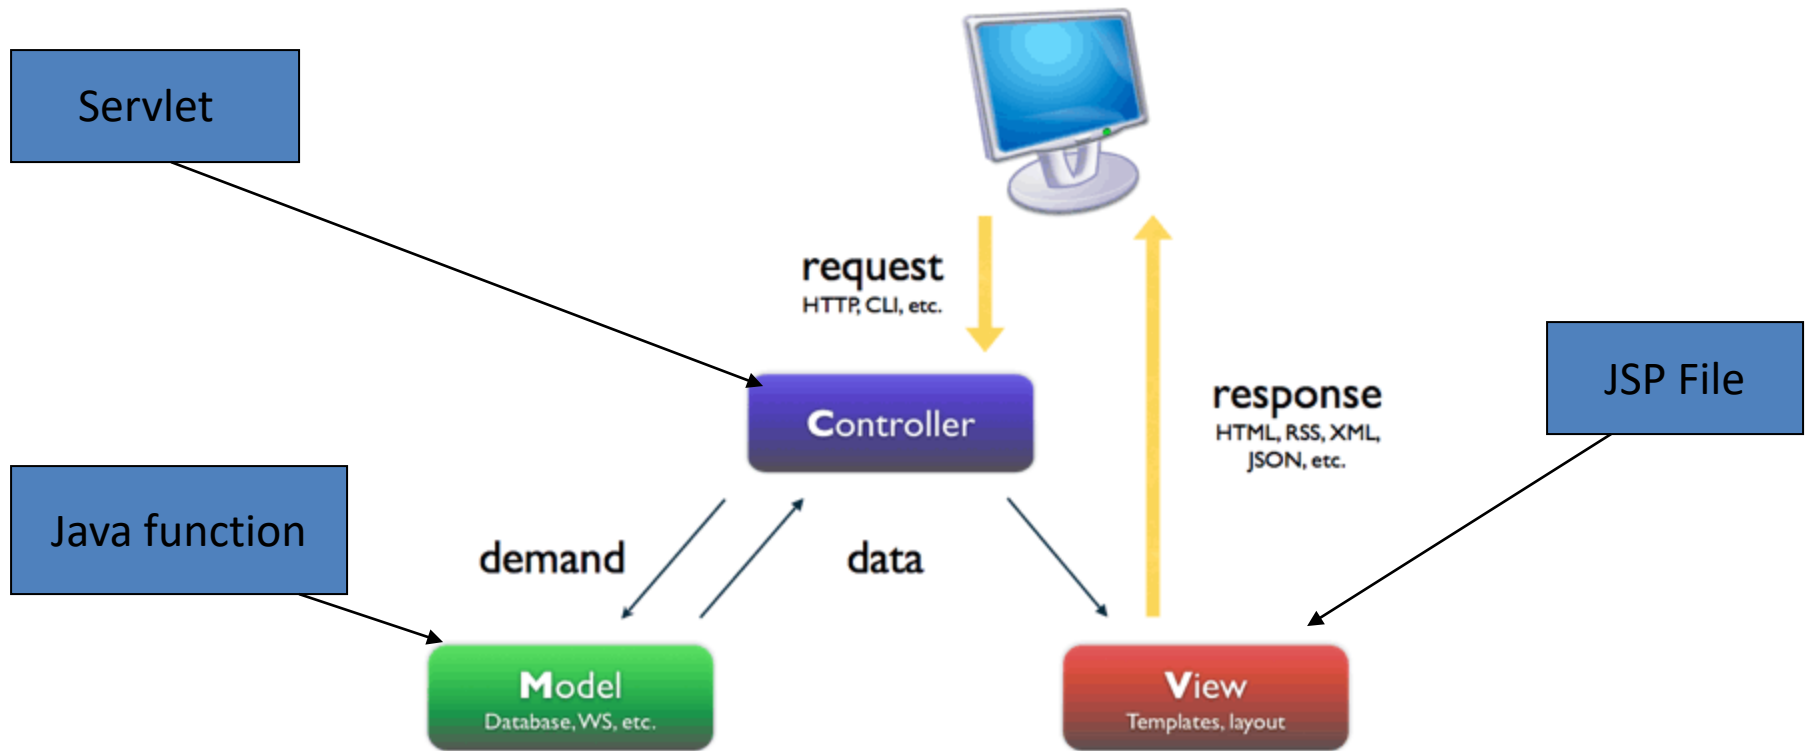 Servlet
request
HTTP, CLI, etc.
Controller
response
HTML, RSS, XML,
JSON, etc.
JSP File
Java function
demand
data
Model
Database, WS, etc.
View
Templates, layout